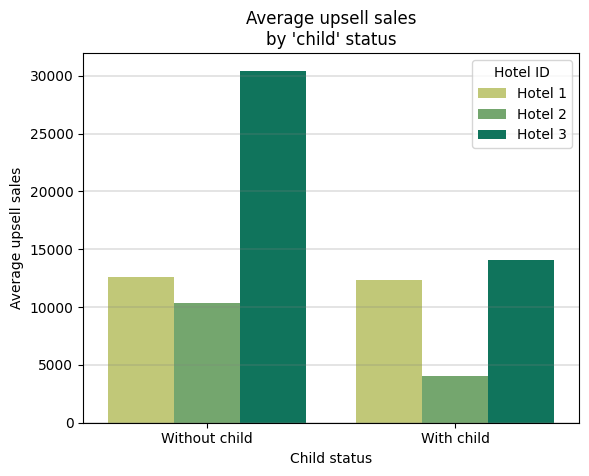 Average upsell sales
by 'child' status
Hotel ID
Hotel 1
Hotel 2
Hotel 3
Average upsell sales
30000
25000
20000
15000
10000
5000
0
Without child
With child
Child status